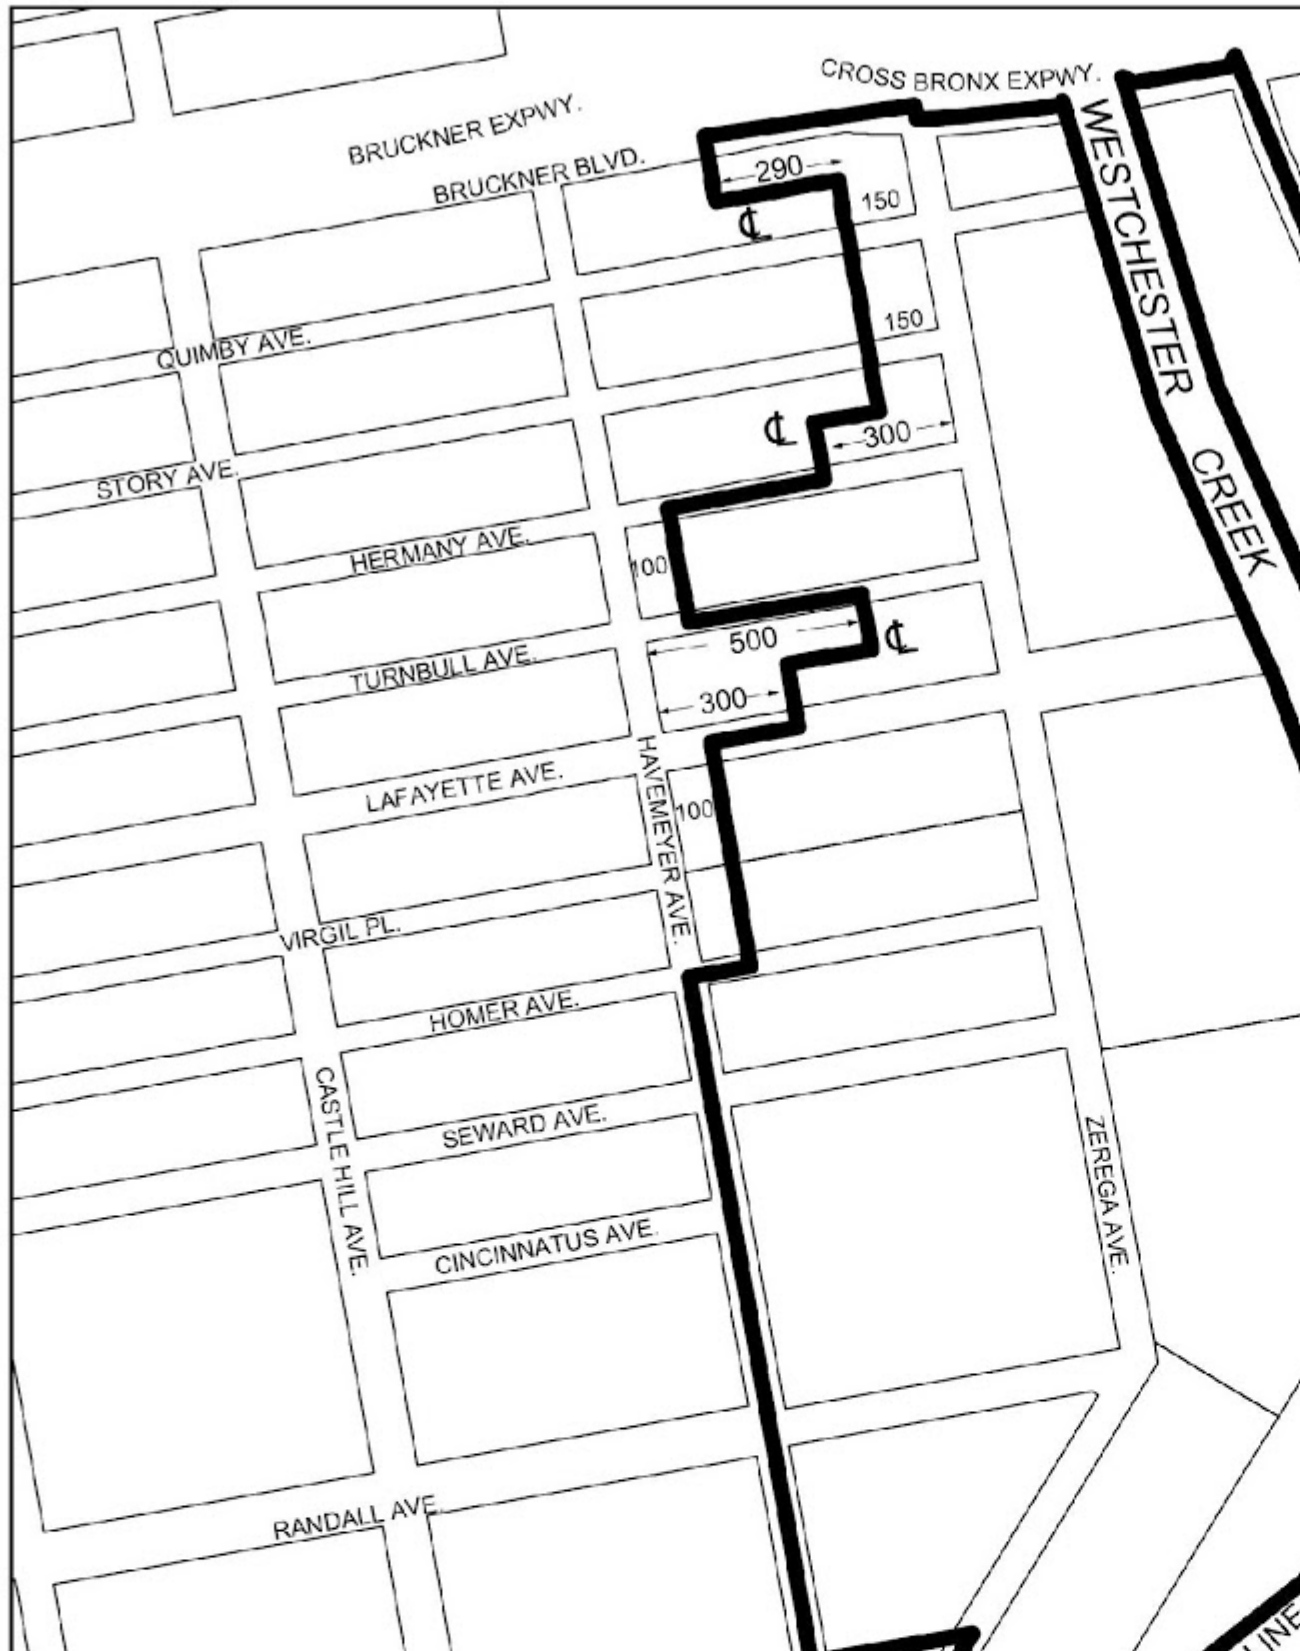 CROSS BRONX EXPWY.
BRUCKNER EXPWY.
BRUCKNER BLVD.
290
150
℄
WESTCHESTER CREEK
150
QUIMBY AVE.
℄
300
STORY AVE.
HERMANY AVE.
100
500
℄
TURNBULL AVE.
300
HAVEMEYER AVE.
LAFAYETTE AVE.
100
VIRGIL PL.
HOMER AVE.
CASTLE HILL AVE.
SEWARD AVE.
ZEREGA AVE.
CINCINNATUS AVE.
RANDALL AVE.
LINE